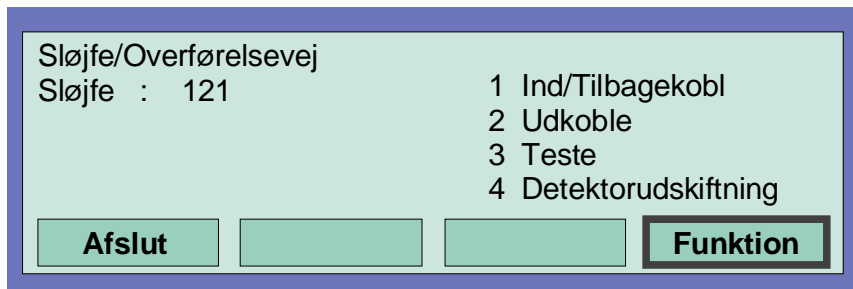 Sløjfe/Overførelsevej
Sløjfe : 121
1 Ind/Tilbagekobl
2 Udkoble
3 Teste
4 Detektorudskiftning
Afslut
Funktion